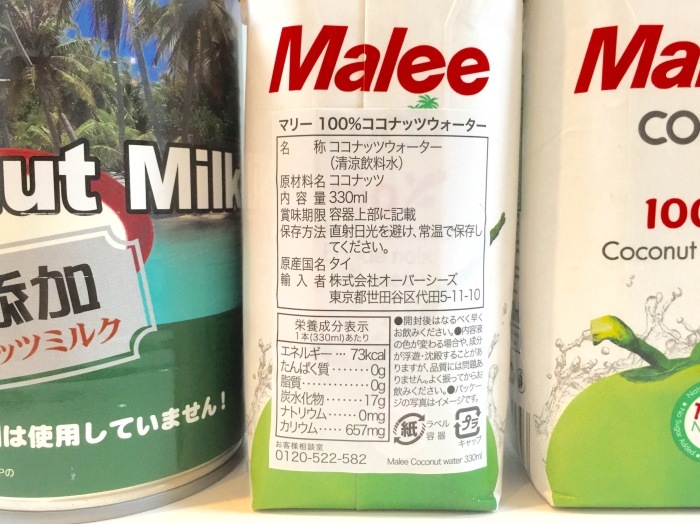 ut Milk
添加
ッツミルク
は使用していません!
Pの
Malee
マリー 100%ココナッツウォーター
名 称 ココナッツウォーター
(清涼飲料水)
原材料名 ココナッツ
内 容 量 330ml
賞味期限 容器上部に記載
保存方法 直射日光を避け、常温で保存し
てください。
原産国名 タイ
輸 入 者 株式会社オーバーシーズ
東京都世田谷区代田5-11-10
栄養成分表示
1本(330ml)あたり
エネルギー … 73kcal
たんぱく質 …… 0g
脂質 …… 0g
炭水化物 …… 17g
ナトリウム …… 0mg
カリウム …… 657mg
お客様相談室
0120-522-582
●開封後はなるべく早く
お飲みください。●内容液
の色が変わる場合や、成分
が浮遊・沈殿することがあ
りますが、品質には問題あ
りません。よく振ってからお
飲みください。●パッケー
ジの写真はイメージです。
紙 ラベル
容器
プラ
キャップ
Malee Coconut water 330ml
Ma
CO
100
Coconut
No Sugar Added